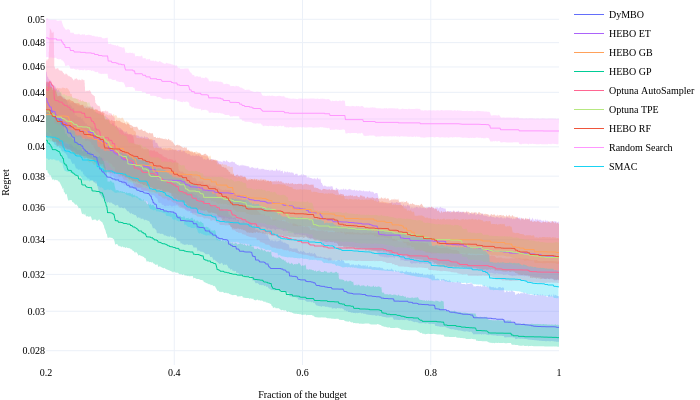 0.05
0.048
0.046
0.044
0.042
0.04
0.038
0.036
0.034
0.032
0.03
0.028
Regret
0.2
0.4
0.6
0.8
1
Fraction of the budget
DyMBO
HEBO ET
HEBO GB
HEBO GP
Optuna AutoSampler
Optuna TPE
HEBO RF
Random Search
SMAC